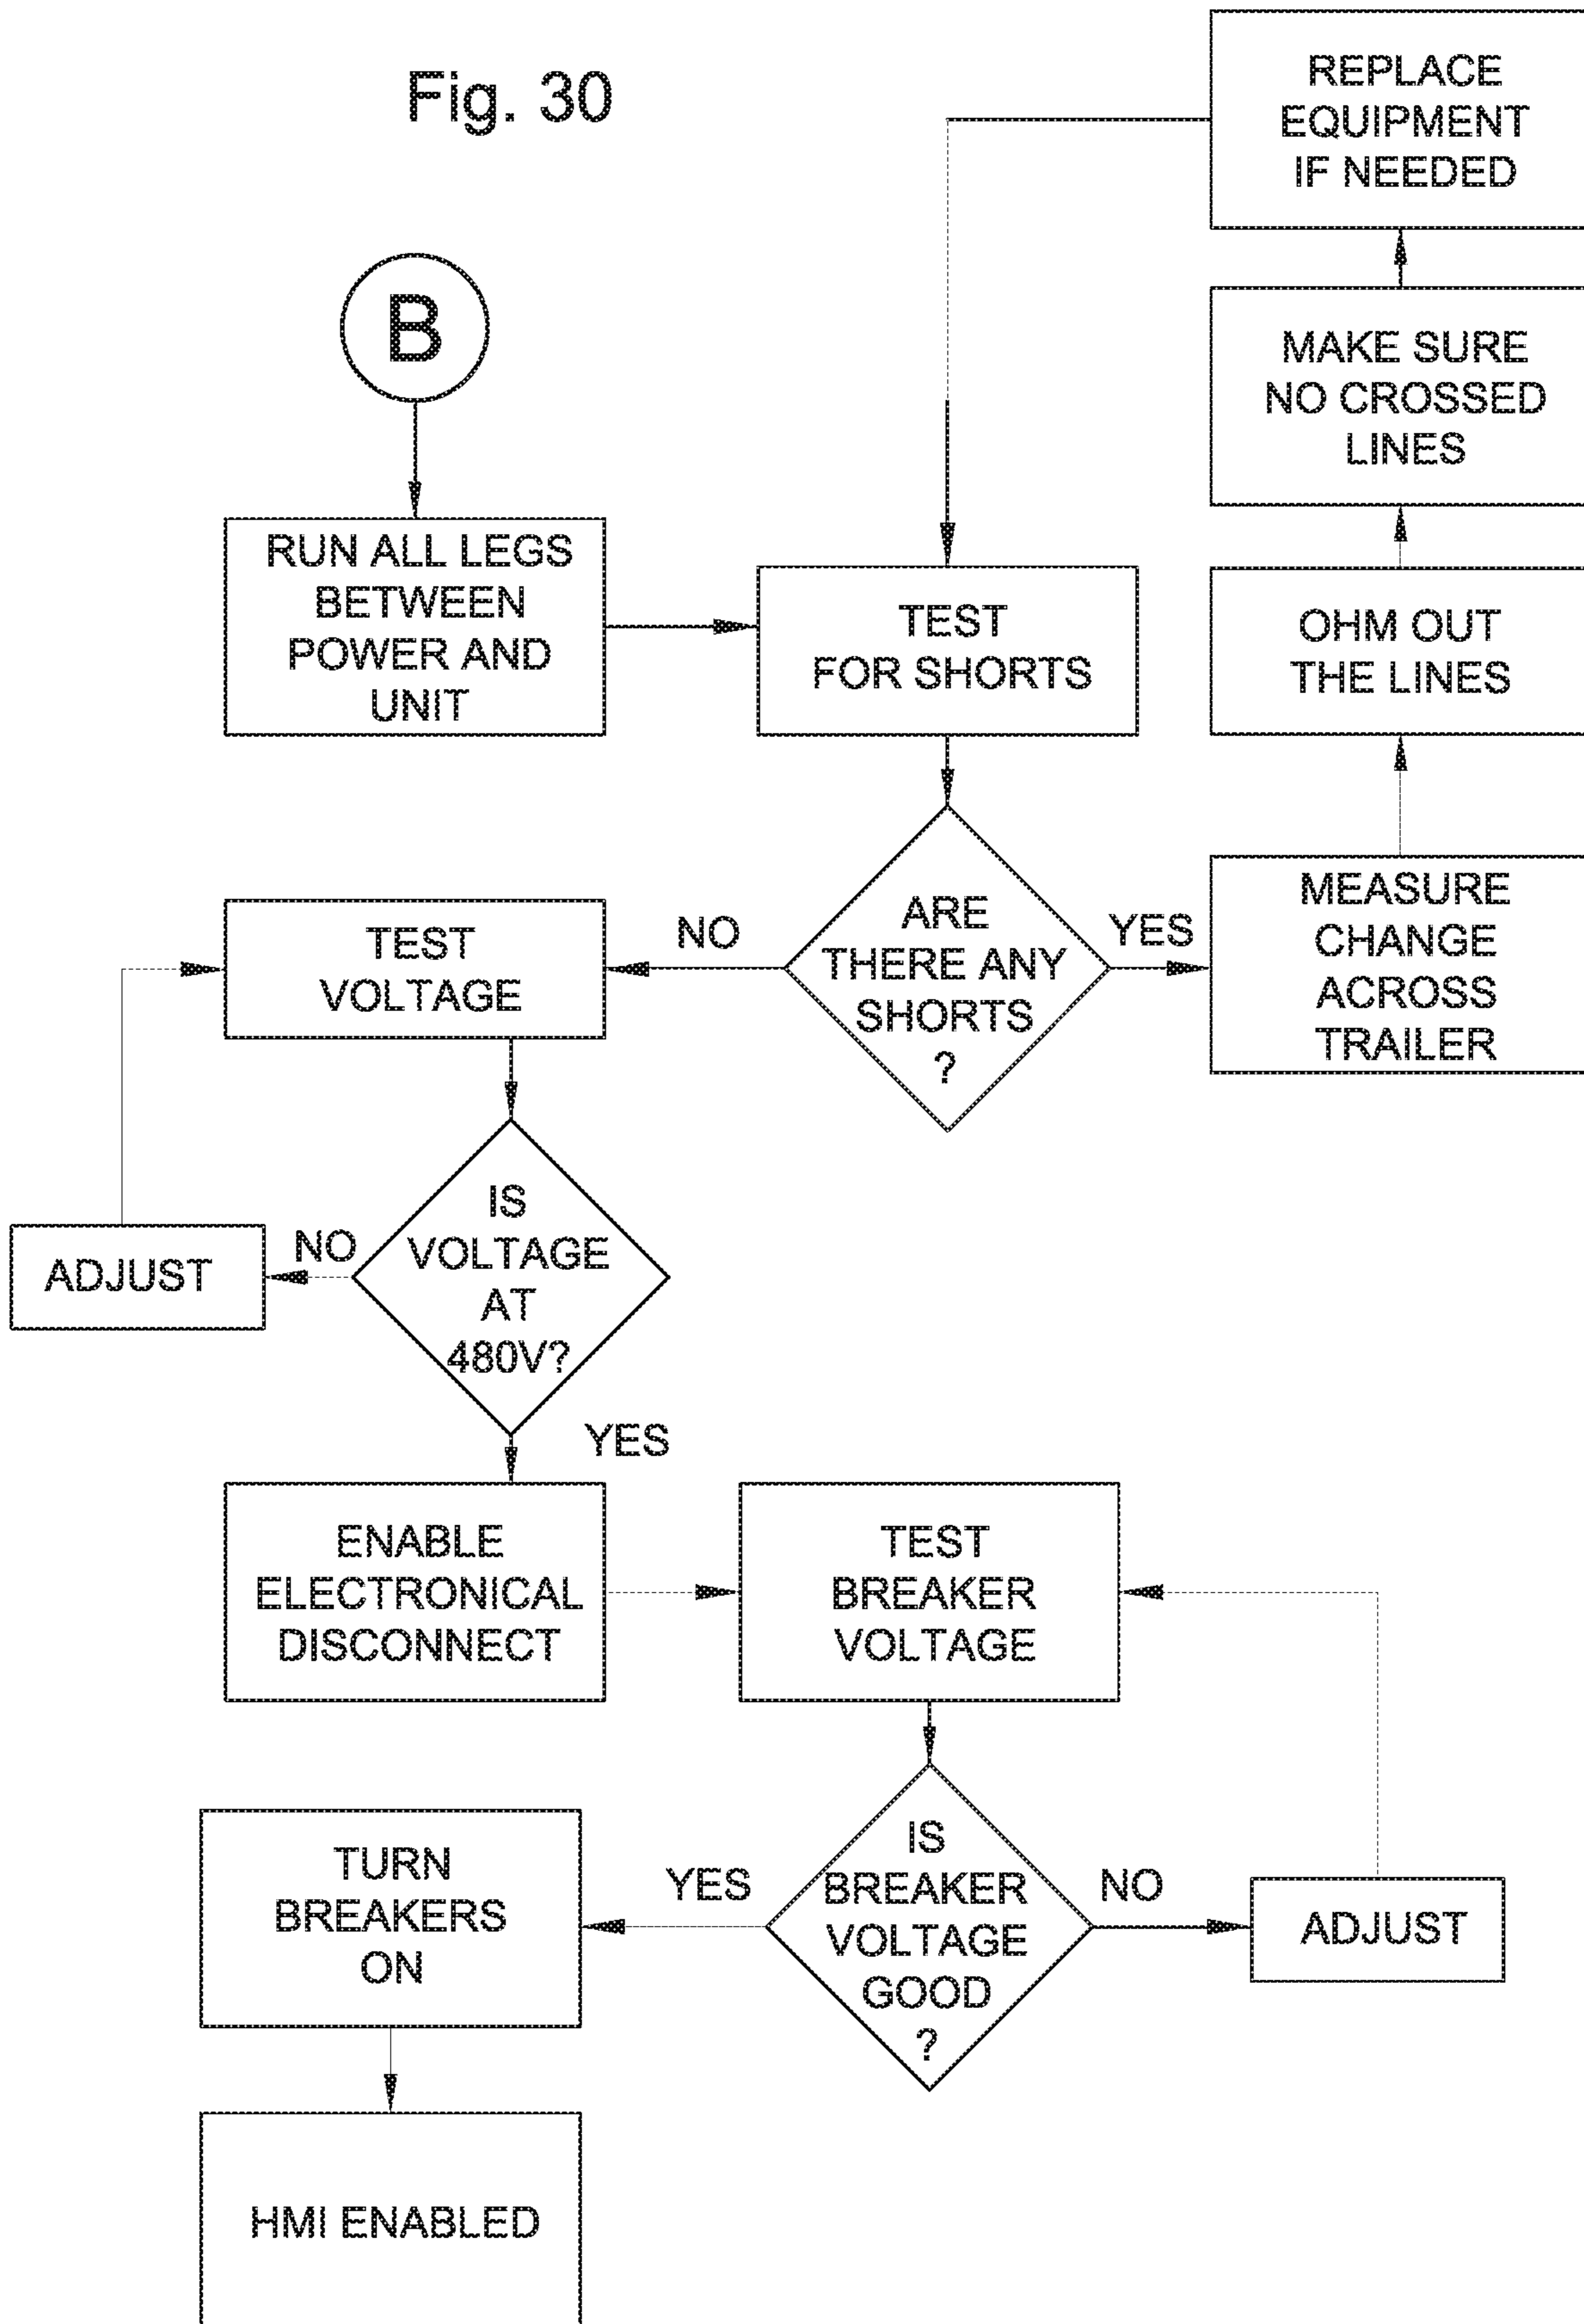 Fig. 30
B
RUN ALL LEGS
BETWEEN
POWER AND
UNIT
TEST
FOR SHORTS
ARE
THERE ANY
SHORTS
?
YES
MEASURE
CHANGE
ACROSS
TRAILER
OHM OUT
THE LINES
MAKE SURE
NO CROSSED
LINES
REPLACE
EQUIPMENT
IF NEEDED
NO
TEST
VOLTAGE
IS
VOLTAGE
AT
480V?
NO
ADJUST
YES
ENABLE
ELECTRONICAL
DISCONNECT
TEST
BREAKER
VOLTAGE
IS
BREAKER
VOLTAGE
GOOD
?
NO
ADJUST
YES
TURN
BREAKERS
ON
HMI ENABLED